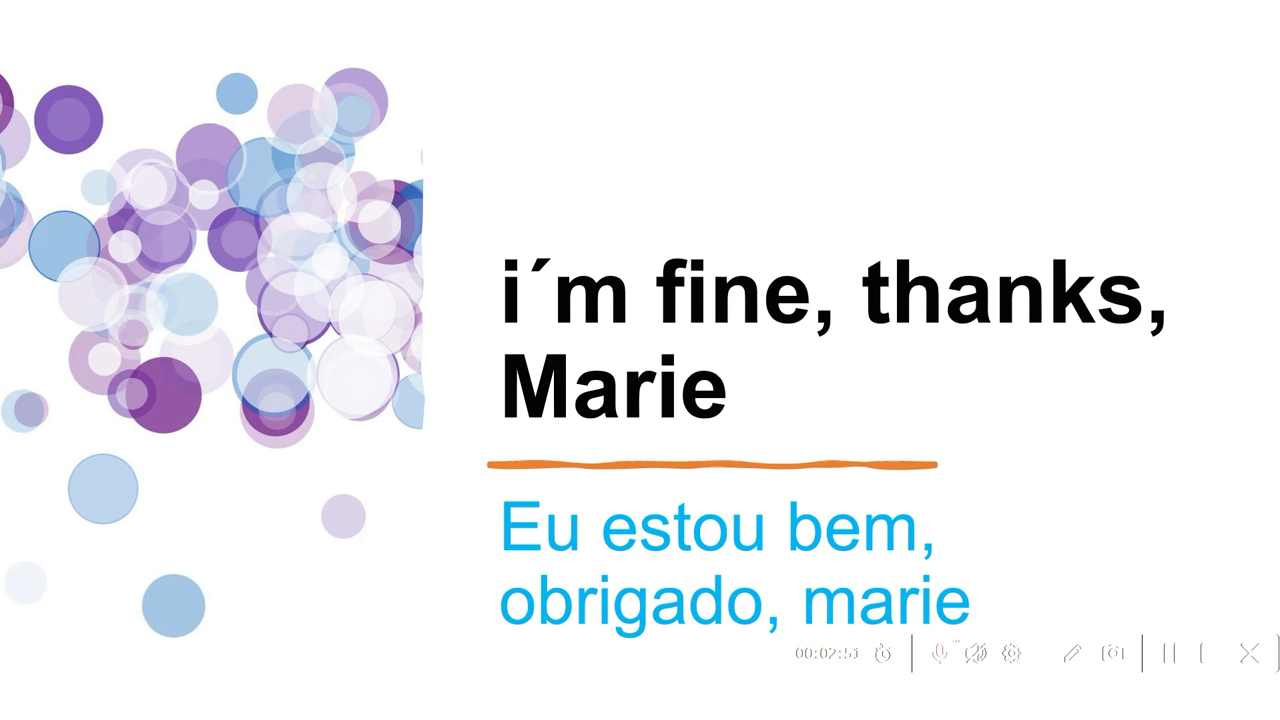 i´m fine, thanks,
Marie
Eu estou bem,
obrigado, marie
00:02:51